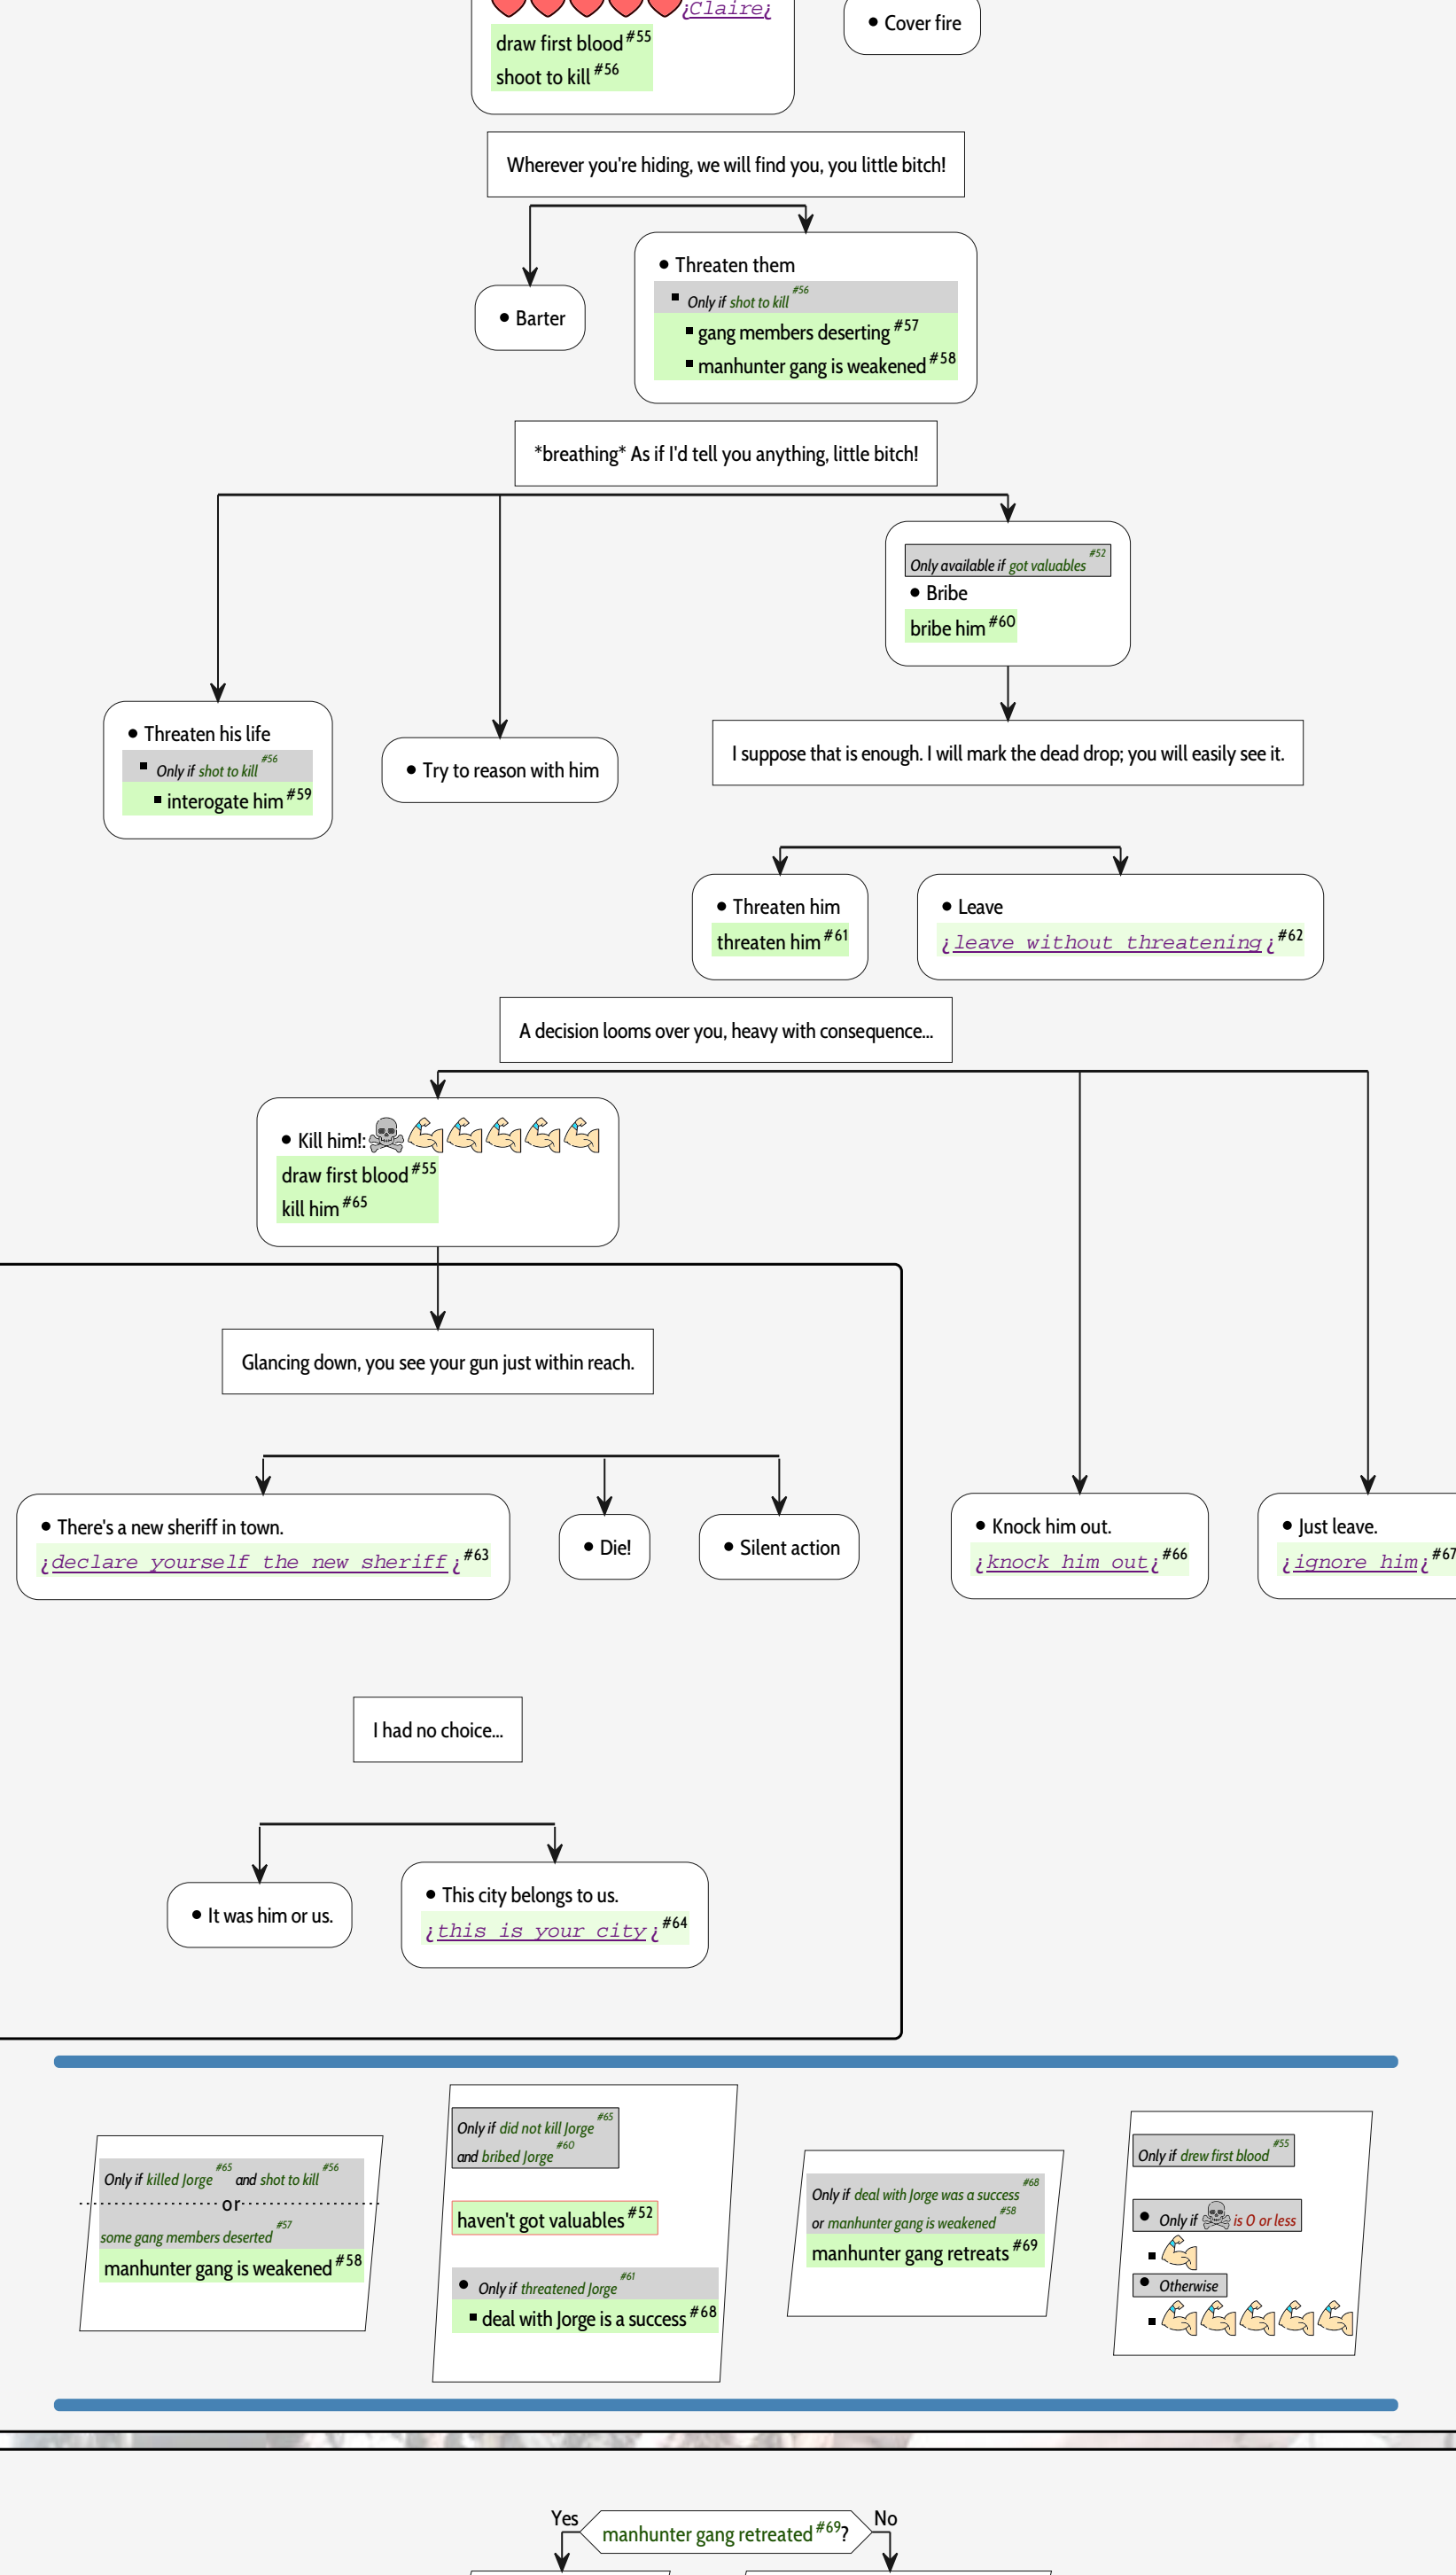 ¿Claire¿
draw first blood #55
shoot to kill #56
• Cover fire
Wherever you're hiding, we will find you, you little bitch!
• Barter
• Threaten them
▪ Only if shot to kill #56
▪ gang members deserting #57
▪ manhunter gang is weakened #58
*breathing* As if I'd tell you anything, little bitch!
• Threaten his life
▪ Only if shot to kill #56
▪ interogate him #59
• Try to reason with him
Only available if got valuables #52
• Bribe
bribe him #60
I suppose that is enough. I will mark the dead drop; you will easily see it.
• Threaten him
threaten him #61
• Leave
¿leave without threatening¿ #62
A decision looms over you, heavy with consequence...
• Kill him!:
draw first blood #55
kill him #65
Glancing down, you see your gun just within reach.
• There's a new sheriff in town.
¿declare yourself the new sheriff¿ #63
• Die!
• Silent action
• Knock him out.
¿knock him out¿ #66
• Just leave.
¿ignore him¿ #67
I had no choice...
• It was him or us.
• This city belongs to us.
¿this is your city¿ #64
Only if killed Jorge #65 and shot to kill #56
or
some gang members deserted #57
manhunter gang is weakened #58
Only if did not kill Jorge #65
and bribed Jorge #60
haven't got valuables #52
• Only if threatened Jorge #61
▪ deal with Jorge is a success #68
Only if deal with Jorge was a success #68
or manhunter gang is weakened #58
manhunter gang retreats #69
Only if drew first blood #55
• Only if is 0 or less
• Otherwise
Yes
manhunter gang retreated #69?
No